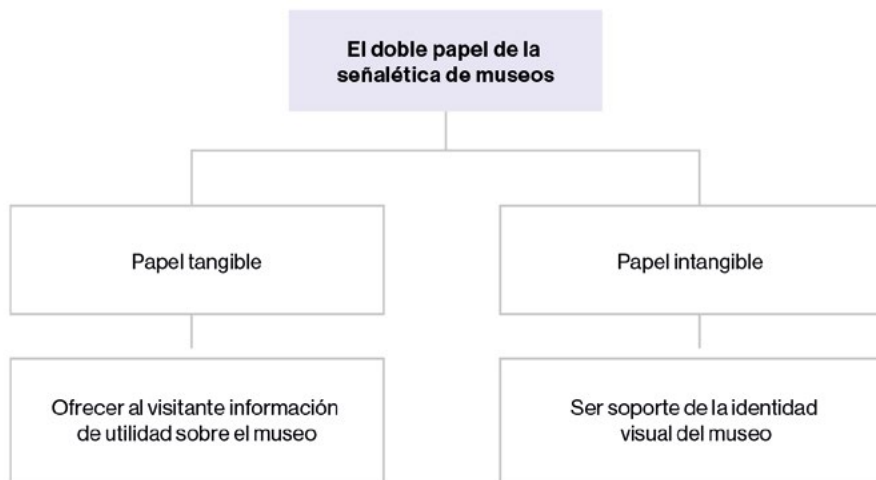 El doble papel de la
señalética de museos
Papel tangible
Papel intangible
Ofrecer al visitante información
de utilidad sobre el museo
Ser soporte de la identidad
visual del museo